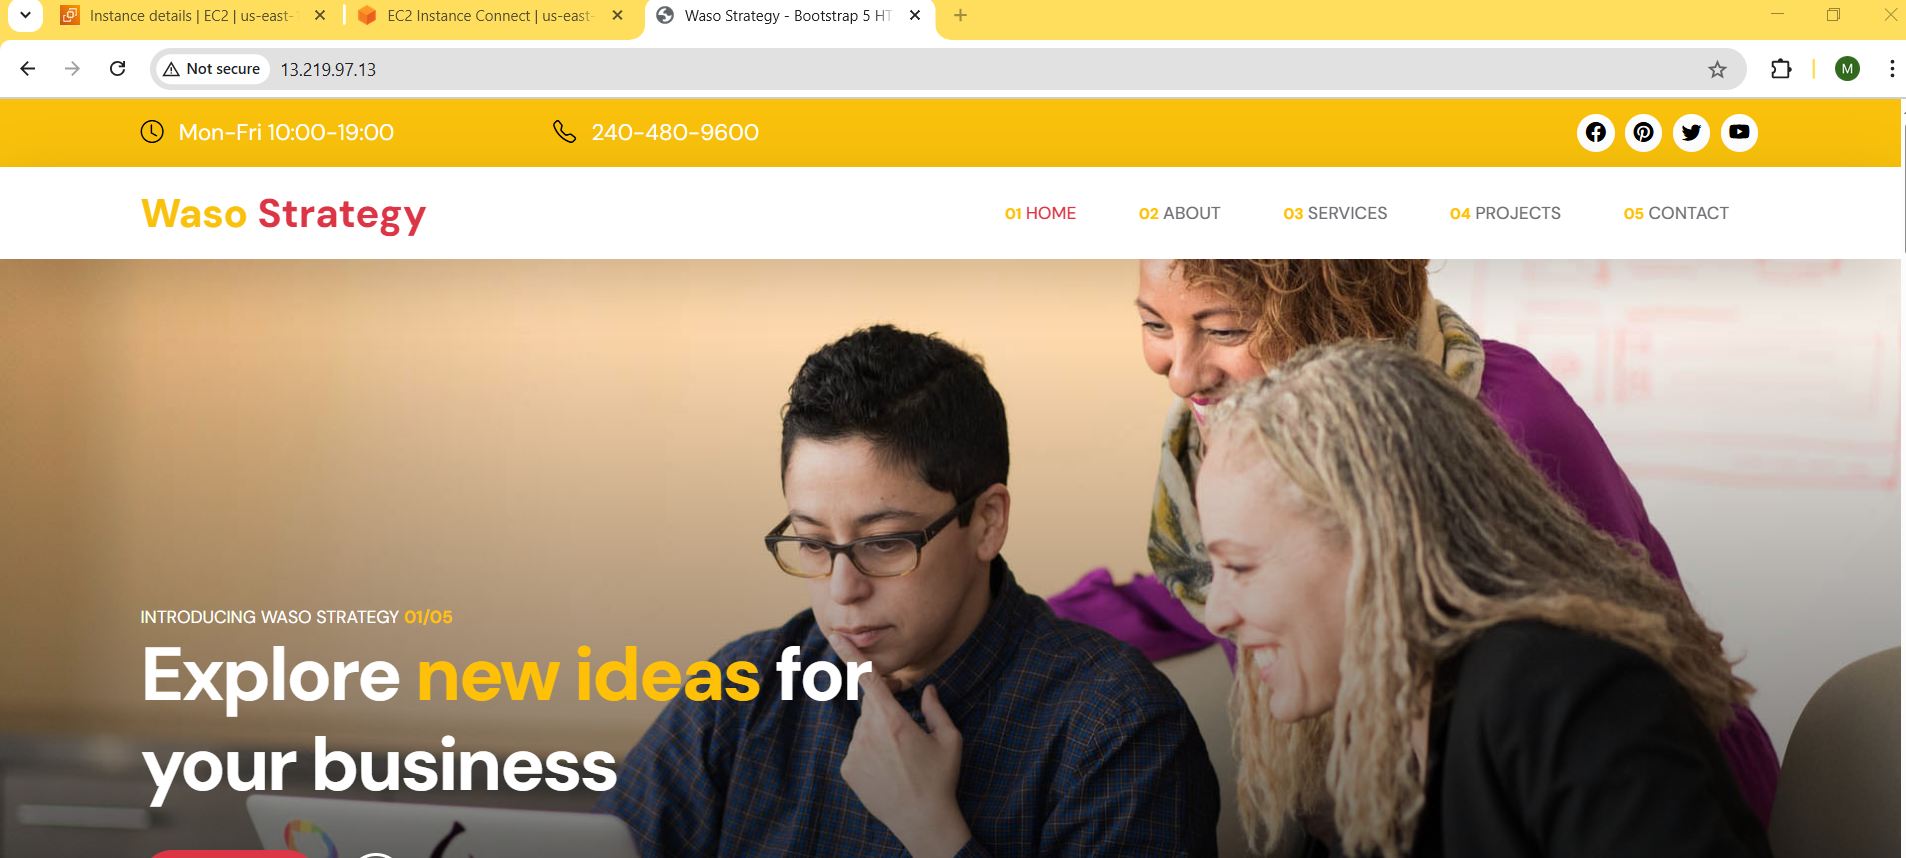 Instance details | EC2 | us-east-
EC2 Instance Connect | us-east-
Waso Strategy - Bootstrap 5 HT
Not secure
13.219.97.13
M
Mon-Fri 10:00-19:00
240-480-9600
Waso Strategy
01 HOME
02 ABOUT
03 SERVICES
04 PROJECTS
05 CONTACT
INTRODUCING WASO STRATEGY 01/05
Explore new ideas for
your business